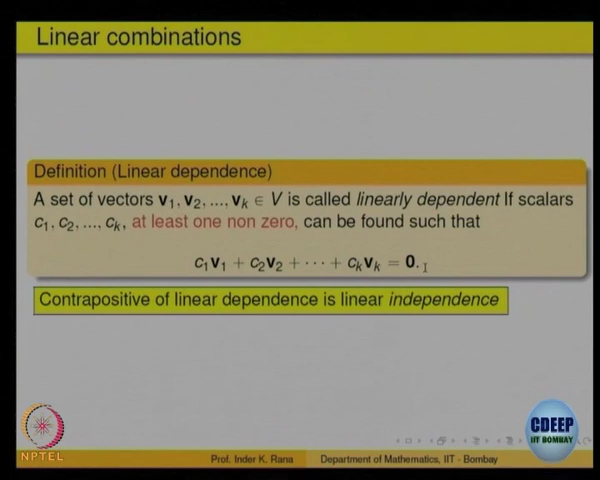 Linear combinations
Definition (Linear dependence)
A set of vectors v₁, v₂, ..., vₖ ∈ V is called linearly dependent If scalars
c₁, c₂, ..., cₖ, at least one non zero, can be found such that
c₁v₁ + c₂v₂ + ··· + cₖvₖ = 0.
Contrapositive of linear dependence is linear independence
NPTEL
CDEEP
IIT BOMBAY
Prof. Inder K. Rana Department of Mathematics, IIT - Bombay